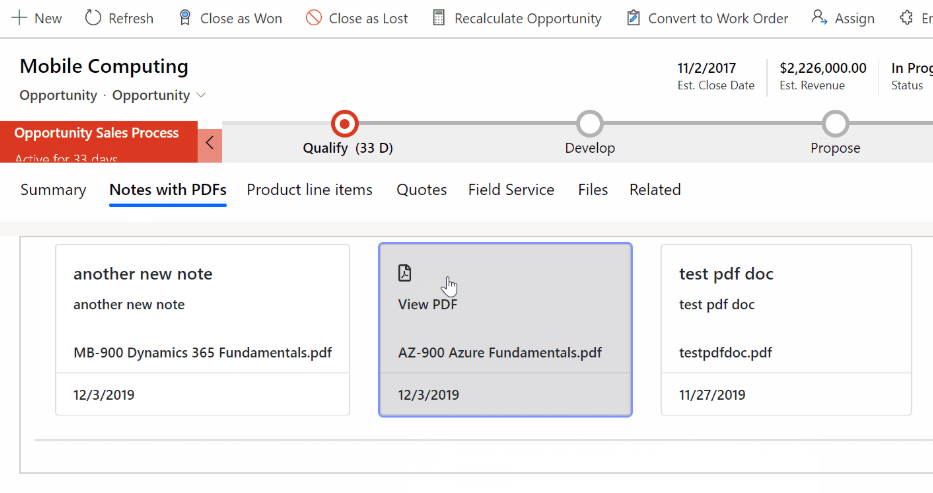 New Refresh Close as Won Close as Lost Recalculate Opportunity Convert to Work Order Assign
Mobile Computing
Opportunity · Opportunity
11/2/2017
Est. Close Date
$2,226,000.00
Est. Revenue
In Prog
Status
Opportunity Sales Process
Active for 33 days
Qualify (33 D)
Develop
Propose
Summary Notes with PDFs Product line items Quotes Field Service Files Related
another new note
another new note
MB-900 Dynamics 365 Fundamentals.pdf
12/3/2019
View PDF
AZ-900 Azure Fundamentals.pdf
12/3/2019
test pdf doc
test pdf doc
testpdfdoc.pdf
11/27/2019